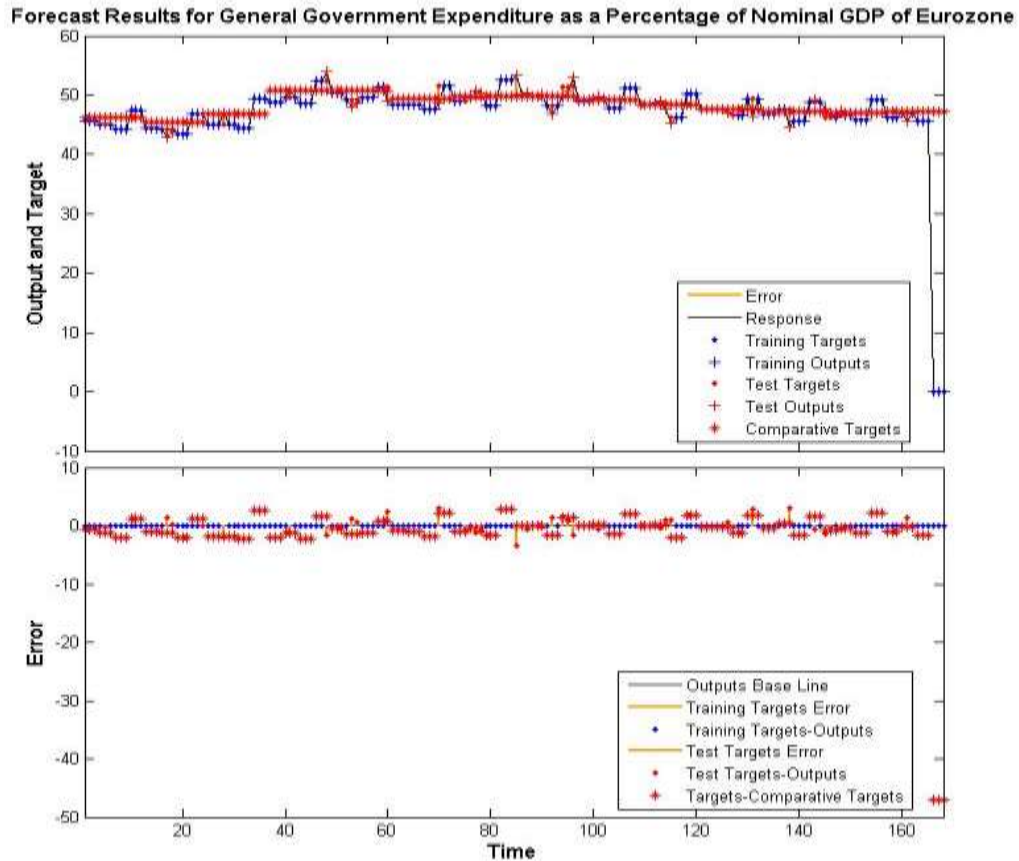 Forecast Results for General Government Expenditure as a Percentage of Nominal GDP of Eurozone
60
50
40
30
20
10
0
-10
Output and Target
Error
Response
Training Targets
Training Outputs
Test Targets
Test Outputs
Comparative Targets
10
0
-10
-20
-30
-40
-50
Error
Outputs Base Line
Training Targets Error
Training Targets-Outputs
Test Targets Error
Test Targets-Outputs
Targets-Comparative Targets
20 40 60 80 100 120 140 160
Time